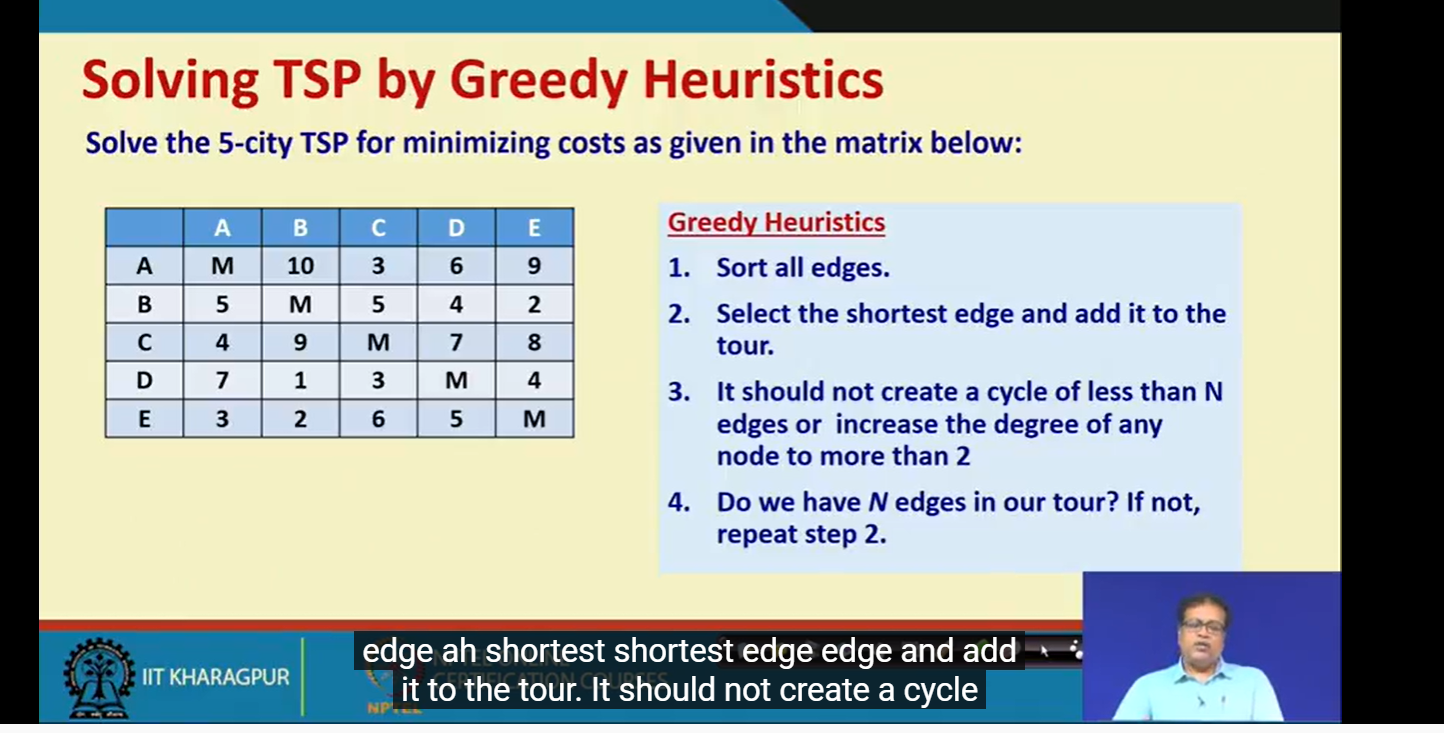 Solving TSP by Greedy Heuristics
Solve the 5-city TSP for minimizing costs as given in the matrix below:
A B C D E
A M 10 3 6 9
B 5 M 5 4 2
C 4 9 M 7 8
D 7 1 3 M 4
E 3 2 6 5 M
Greedy Heuristics
1. Sort all edges.
2. Select the shortest edge and add it to the
tour.
3. It should not create a cycle of less than N
edges or increase the degree of any
node to more than 2
4. Do we have N edges in our tour? If not,
repeat step 2.
edge ah shortest shortest edge edge and add
it to the tour. It should not create a cycle
IIT KHARAGPUR
NPTEL ONLINE
CERTIFICATION COURSES
NPTEL